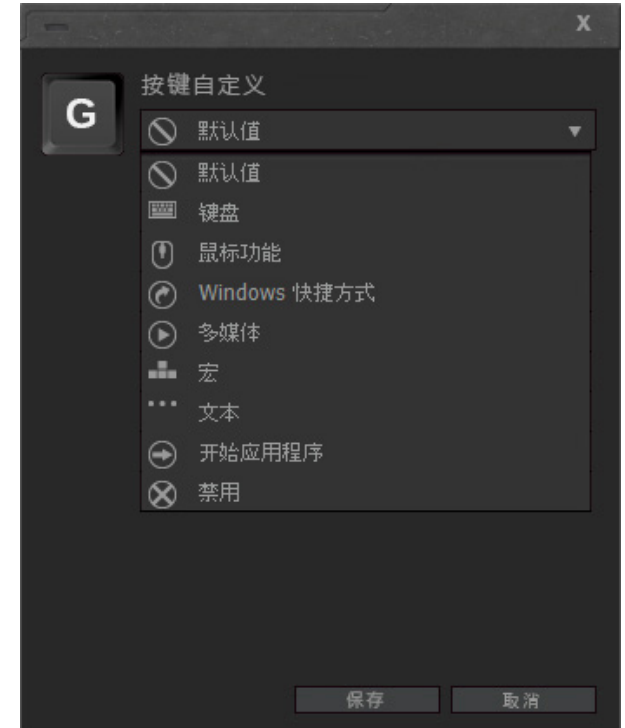 X
G
按键自定义
默认值
默认值
键盘
鼠标功能
Windows 快捷方式
多媒体
宏
文本
开始应用程序
禁用
保存
取消